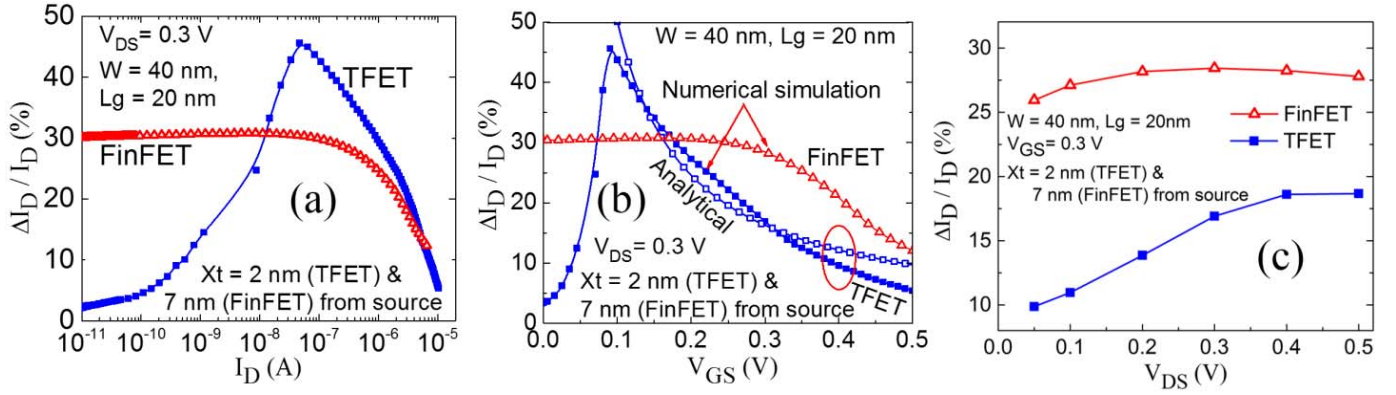 50
40
30
20
10
0
ΔI_D / I_D (%)
V_DS = 0.3 V
W = 40 nm,
Lg = 20 nm
TFET
FinFET
(a)
Xt = 2 nm (TFET) &
7 nm (FinFET) from source
10⁻¹¹ 10⁻¹⁰ 10⁻⁹ 10⁻⁸ 10⁻⁷ 10⁻⁶ 10⁻⁵
I_D (A)
50
40
30
20
10
0
ΔI_D / I_D (%)
W = 40 nm, Lg = 20 nm
Numerical simulation
FinFET
(b)
Analytical
V_DS = 0.3 V
TFET
Xt = 2 nm (TFET) &
7 nm (FinFET) from source
0.0 0.1 0.2 0.3 0.4 0.5
V_GS (V)
30
25
20
15
10
ΔI_D / I_D (%)
FinFET
TFET
W = 40 nm, Lg = 20nm
V_GS = 0.3 V
Xt = 2 nm (TFET) &
7 nm (FinFET) from source
(c)
0.0 0.1 0.2 0.3 0.4 0.5
V_DS (V)